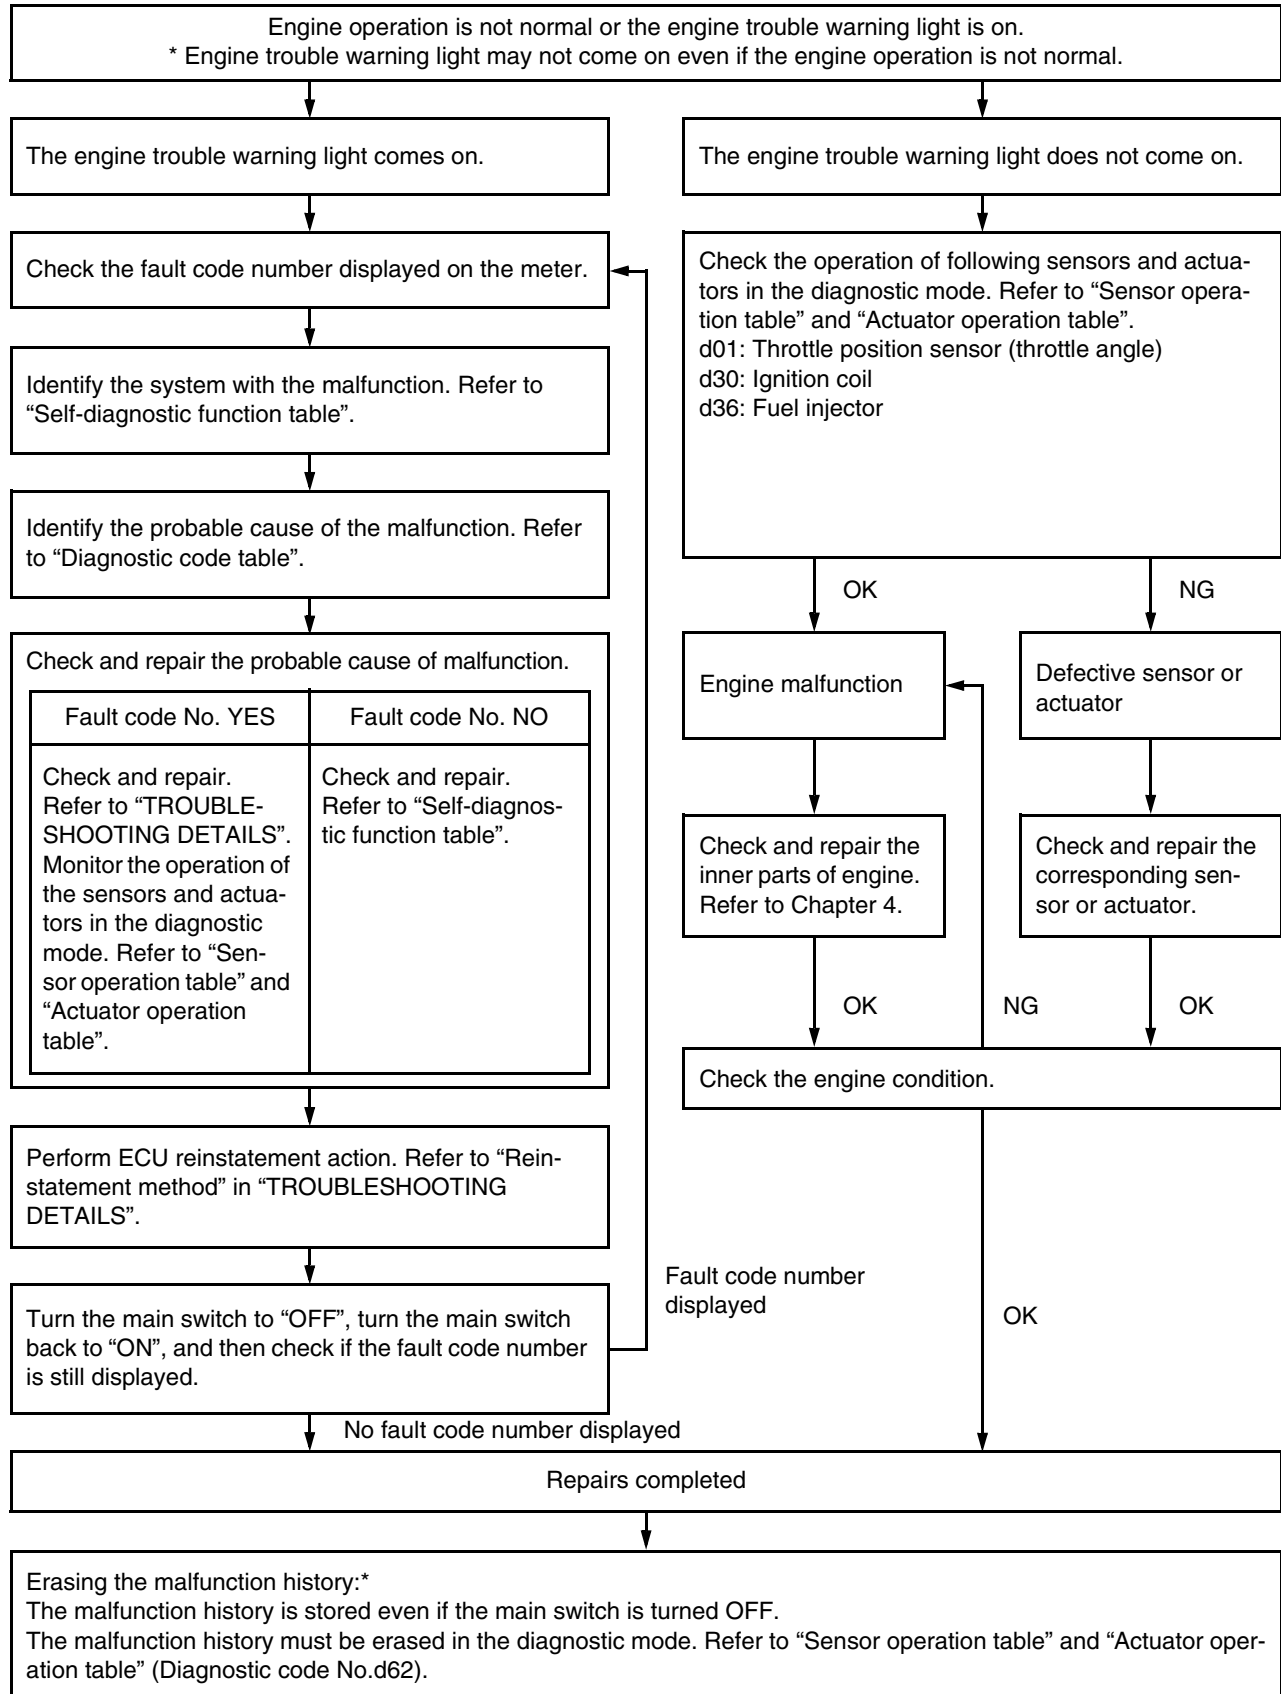 Engine operation is not normal or the engine trouble warning light is on.
* Engine trouble warning light may not come on even if the engine operation is not normal.
The engine trouble warning light comes on.
Check the fault code number displayed on the meter.
Identify the system with the malfunction. Refer to
“Self-diagnostic function table”.
Identify the probable cause of the malfunction. Refer
to “Diagnostic code table”.
Check and repair the probable cause of malfunction.
Fault code No. YES
Check and repair.
Refer to “TROUBLE-
SHOOTING DETAILS”.
Monitor the operation of
the sensors and actua-
tors in the diagnostic
mode. Refer to “Sen-
sor operation table” and
“Actuator operation
table”.
Fault code No. NO
Check and repair.
Refer to “Self-diagnos-
tic function table”.
Perform ECU reinstatement action. Refer to “Rein-
statement method” in “TROUBLESHOOTING
DETAILS”.
Turn the main switch to “OFF”, turn the main switch
back to “ON”, and then check if the fault code number
is still displayed.
Fault code number
displayed
No fault code number displayed
The engine trouble warning light does not come on.
Check the operation of following sensors and actua-
tors in the diagnostic mode. Refer to “Sensor opera-
tion table” and “Actuator operation table”.
d01: Throttle position sensor (throttle angle)
d30: Ignition coil
d36: Fuel injector
OK
NG
Engine malfunction
Defective sensor or
actuator
Check and repair the
inner parts of engine.
Refer to Chapter 4.
Check and repair the
corresponding sen-
sor or actuator.
OK
NG
OK
Check the engine condition.
OK
Repairs completed
Erasing the malfunction history:*
The malfunction history is stored even if the main switch is turned OFF.
The malfunction history must be erased in the diagnostic mode. Refer to “Sensor operation table” and “Actuator oper-
ation table” (Diagnostic code No.d62).